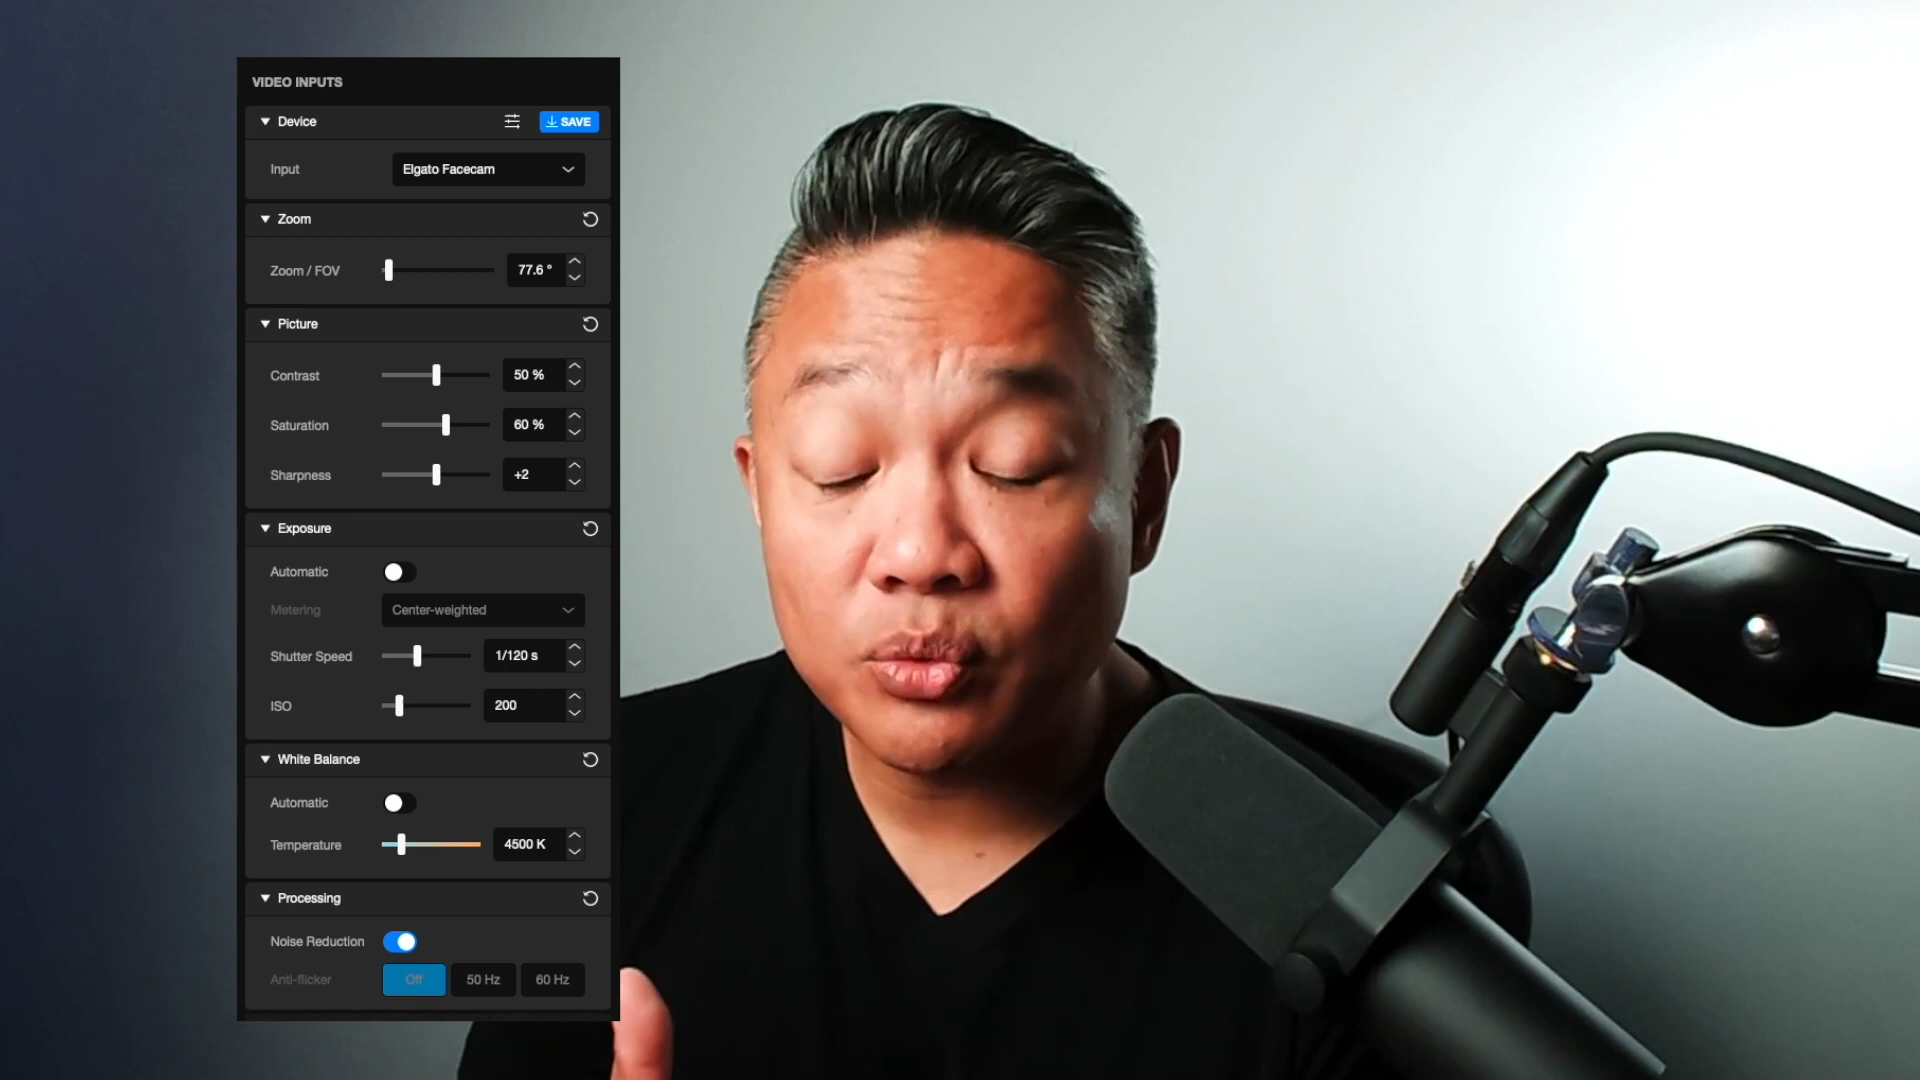 VIDEO INPUTS
Device
SAVE
Input Elgato Facecam
Zoom
Zoom / FOV 77.6 °
Picture
Contrast 50 %
Saturation 60 %
Sharpness +2
Exposure
Automatic
Metering Center-weighted
Shutter Speed 1/120 s
ISO 200
White Balance
Automatic
Temperature 4500 K
Processing
Noise Reduction
Anti-flicker Off 50 Hz 60 Hz